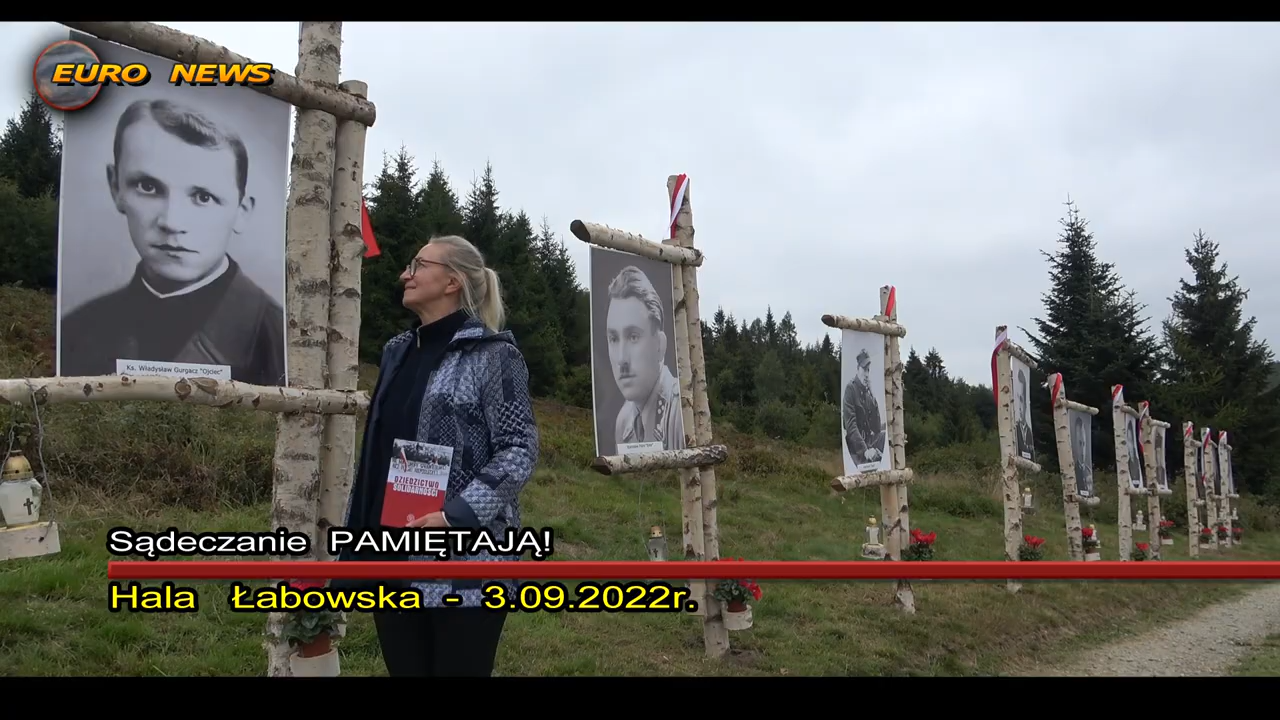 EURO NEWS
Ks. Władysław Gurgacz "Ojciec"
DZIEDZICTWO
SOLIDARNOŚCI
Sądeczanie PAMIĘTAJĄ!
Hala Łabowska - 3.09.2022r.